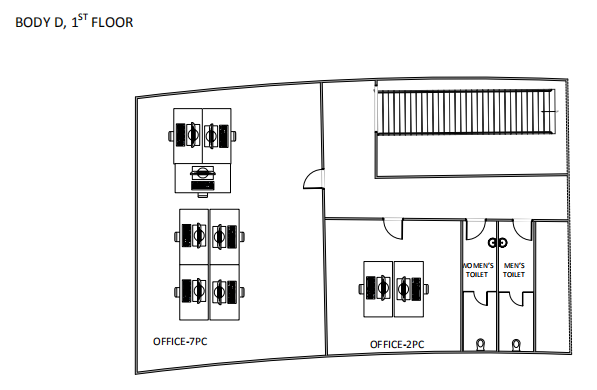 BODY D, 1ST FLOOR
WOMEN'S
TOILET
MEN'S
TOILET
OFFICE-7PC
OFFICE-2PC